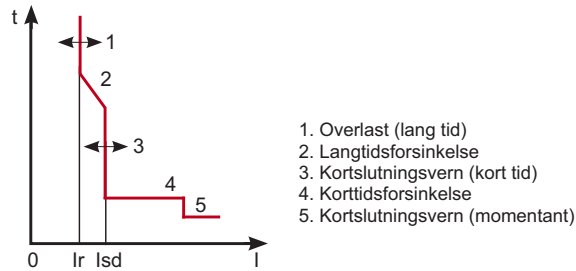 t
1
2
3
4
5
0 Ir Isd I
1. Overlast (lang tid)
2. Langtidsforsinkelse
3. Kortslutningsvern (kort tid)
4. Korttidsforsinkelse
5. Kortslutningsvern (momentant)